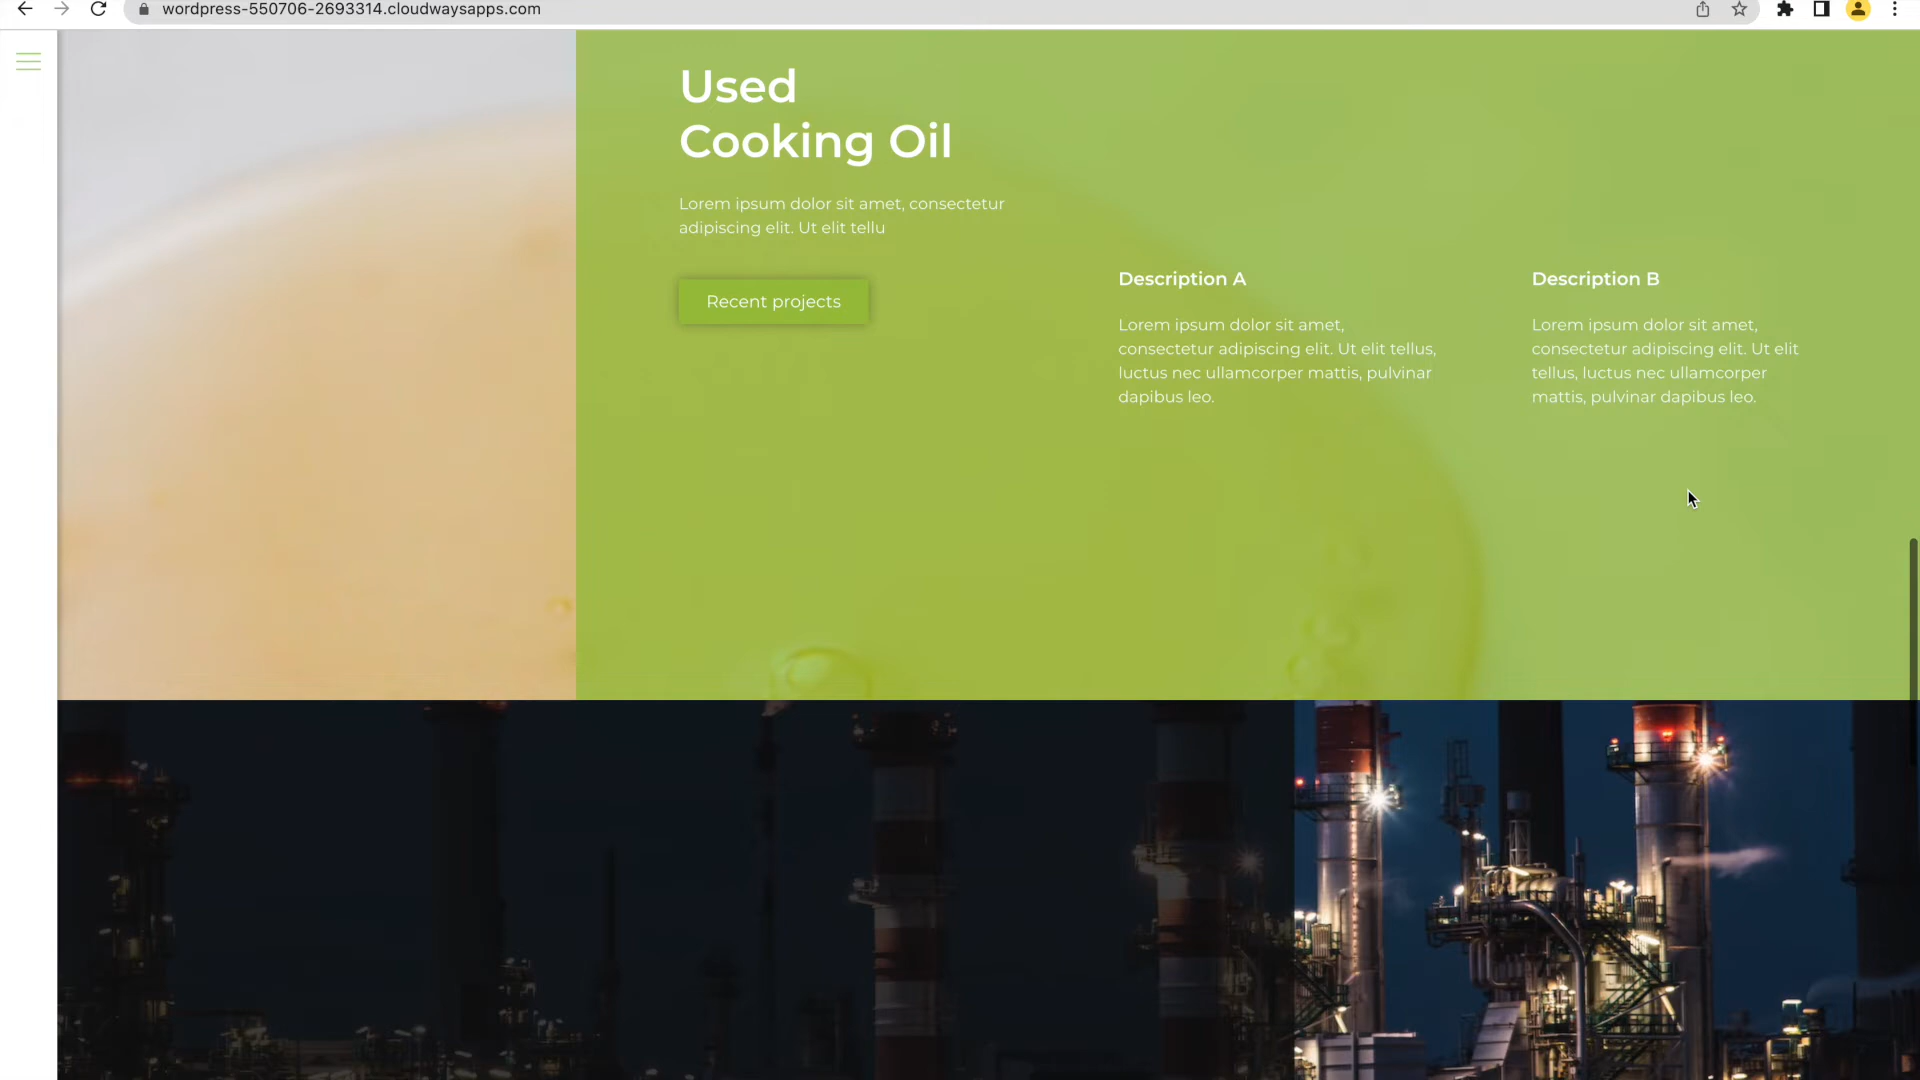 wordpress-550706-2693314.cloudwaysapps.com
Used
Cooking Oil
Lorem ipsum dolor sit amet, consectetur
adipiscing elit. Ut elit tellu
Recent projects
Description A
Lorem ipsum dolor sit amet,
consectetur adipiscing elit. Ut elit tellus,
luctus nec ullamcorper mattis, pulvinar
dapibus leo.
Description B
Lorem ipsum dolor sit amet,
consectetur adipiscing elit. Ut elit
tellus, luctus nec ullamcorper
mattis, pulvinar dapibus leo.